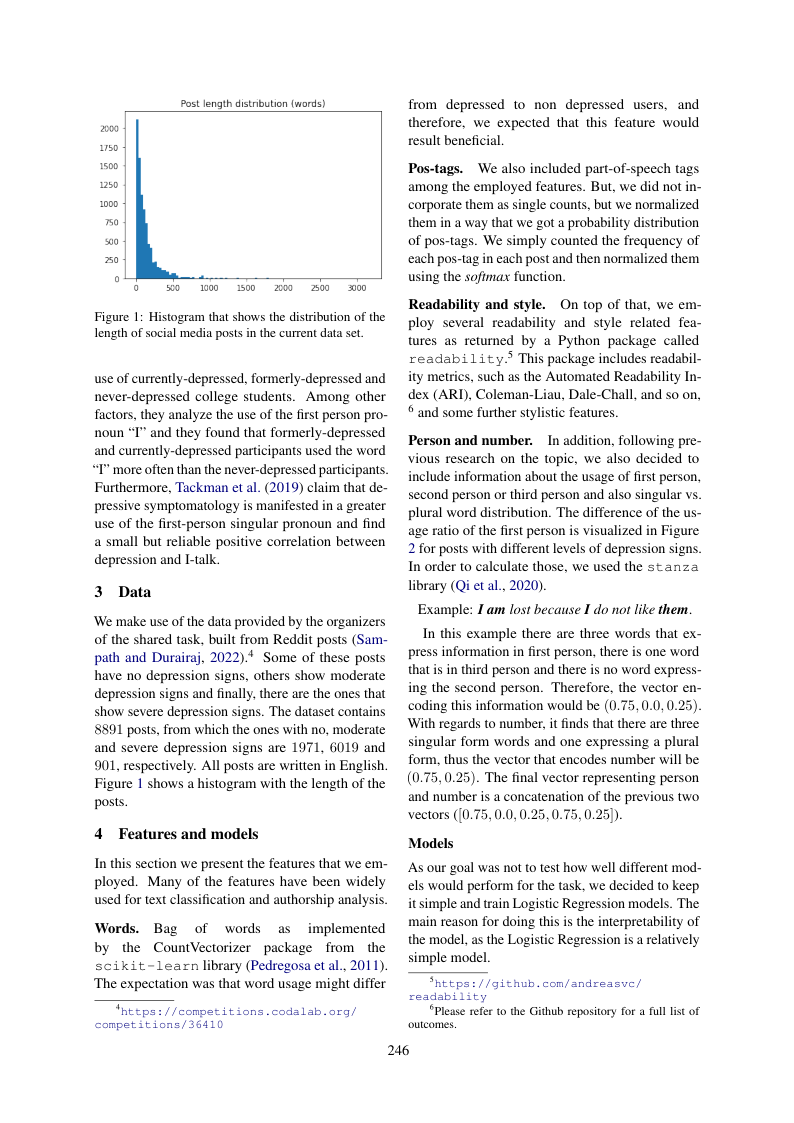 Post length distribution (words)
2000
1750
1500
1250
1000
750
500
250
0
0 500 1000 1500 2000 2500 3000
Figure 1: Histogram that shows the distribution of the
length of social media posts in the current data set.
use of currently-depressed, formerly-depressed and
never-depressed college students. Among other
factors, they analyze the use of the first person pro-
noun “I” and they found that formerly-depressed
and currently-depressed participants used the word
“I” more often than the never-depressed participants.
Furthermore, Tackman et al. (2019) claim that de-
pressive symptomatology is manifested in a greater
use of the first-person singular pronoun and find
a small but reliable positive correlation between
depression and I-talk.
3 Data
We make use of the data provided by the organizers
of the shared task, built from Reddit posts (Sam-
path and Durairaj, 2022).4 Some of these posts
have no depression signs, others show moderate
depression signs and finally, there are the ones that
show severe depression signs. The dataset contains
8891 posts, from which the ones with no, moderate
and severe depression signs are 1971, 6019 and
901, respectively. All posts are written in English.
Figure 1 shows a histogram with the length of the
posts.
4 Features and models
In this section we present the features that we em-
ployed. Many of the features have been widely
used for text classification and authorship analysis.
Words. Bag of words as implemented
by the CountVectorizer package from the
scikit-learn library (Pedregosa et al., 2011).
The expectation was that word usage might differ
4https://competitions.codalab.org/
competitions/36410
from depressed to non depressed users, and
therefore, we expected that this feature would
result beneficial.
Pos-tags. We also included part-of-speech tags
among the employed features. But, we did not in-
corporate them as single counts, but we normalized
them in a way that we got a probability distribution
of pos-tags. We simply counted the frequency of
each pos-tag in each post and then normalized them
using the softmax function.
Readability and style. On top of that, we em-
ploy several readability and style related fea-
tures as returned by a Python package called
readability.5 This package includes readabil-
ity metrics, such as the Automated Readability In-
dex (ARI), Coleman-Liau, Dale-Chall, and so on,
6 and some further stylistic features.
Person and number. In addition, following pre-
vious research on the topic, we also decided to
include information about the usage of first person,
second person or third person and also singular vs.
plural word distribution. The difference of the us-
age ratio of the first person is visualized in Figure
2 for posts with different levels of depression signs.
In order to calculate those, we used the stanza
library (Qi et al., 2020).
Example: I am lost because I do not like them.
In this example there are three words that ex-
press information in first person, there is one word
that is in third person and there is no word express-
ing the second person. Therefore, the vector en-
coding this information would be (0.75, 0.0, 0.25).
With regards to number, it finds that there are three
singular form words and one expressing a plural
form, thus the vector that encodes number will be
(0.75, 0.25). The final vector representing person
and number is a concatenation of the previous two
vectors ([0.75, 0.0, 0.25, 0.75, 0.25]).
Models
As our goal was not to test how well different mod-
els would perform for the task, we decided to keep
it simple and train Logistic Regression models. The
main reason for doing this is the interpretability of
the model, as the Logistic Regression is a relatively
simple model.
5https://github.com/andreasvc/
readability
6Please refer to the Github repository for a full list of
outcomes.
246